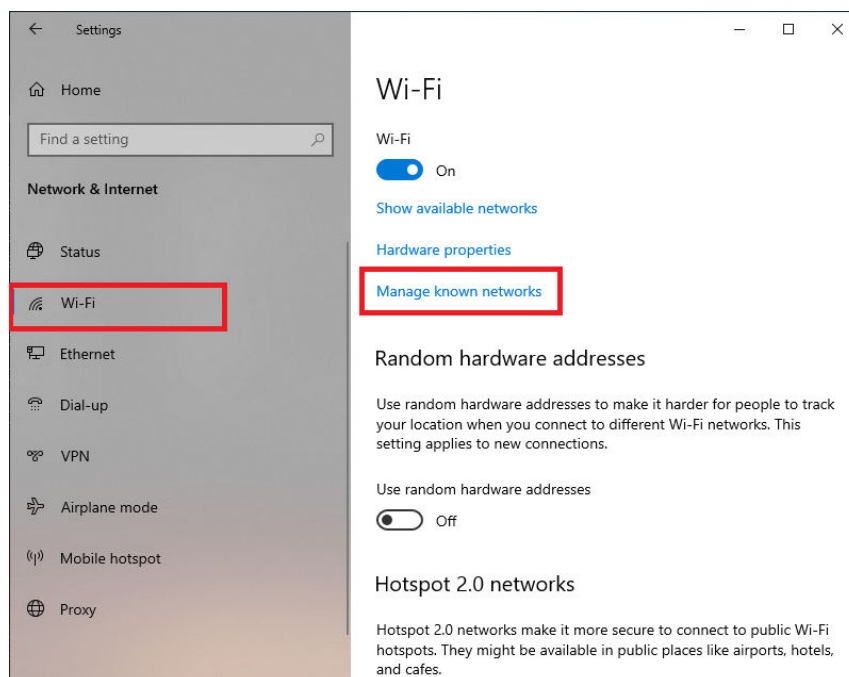 Settings
Home
Find a setting
Network & Internet
Status
Wi-Fi
Ethernet
Dial-up
VPN
Airplane mode
Mobile hotspot
Proxy
Wi-Fi
Wi-Fi
On
Show available networks
Hardware properties
Manage known networks
Random hardware addresses
Use random hardware addresses to make it harder for people to track
your location when you connect to different Wi-Fi networks. This
setting applies to new connections.
Use random hardware addresses
Off
Hotspot 2.0 networks
Hotspot 2.0 networks make it more secure to connect to public Wi-Fi
hotspots. They might be available in public places like airports, hotels,
and cafes.